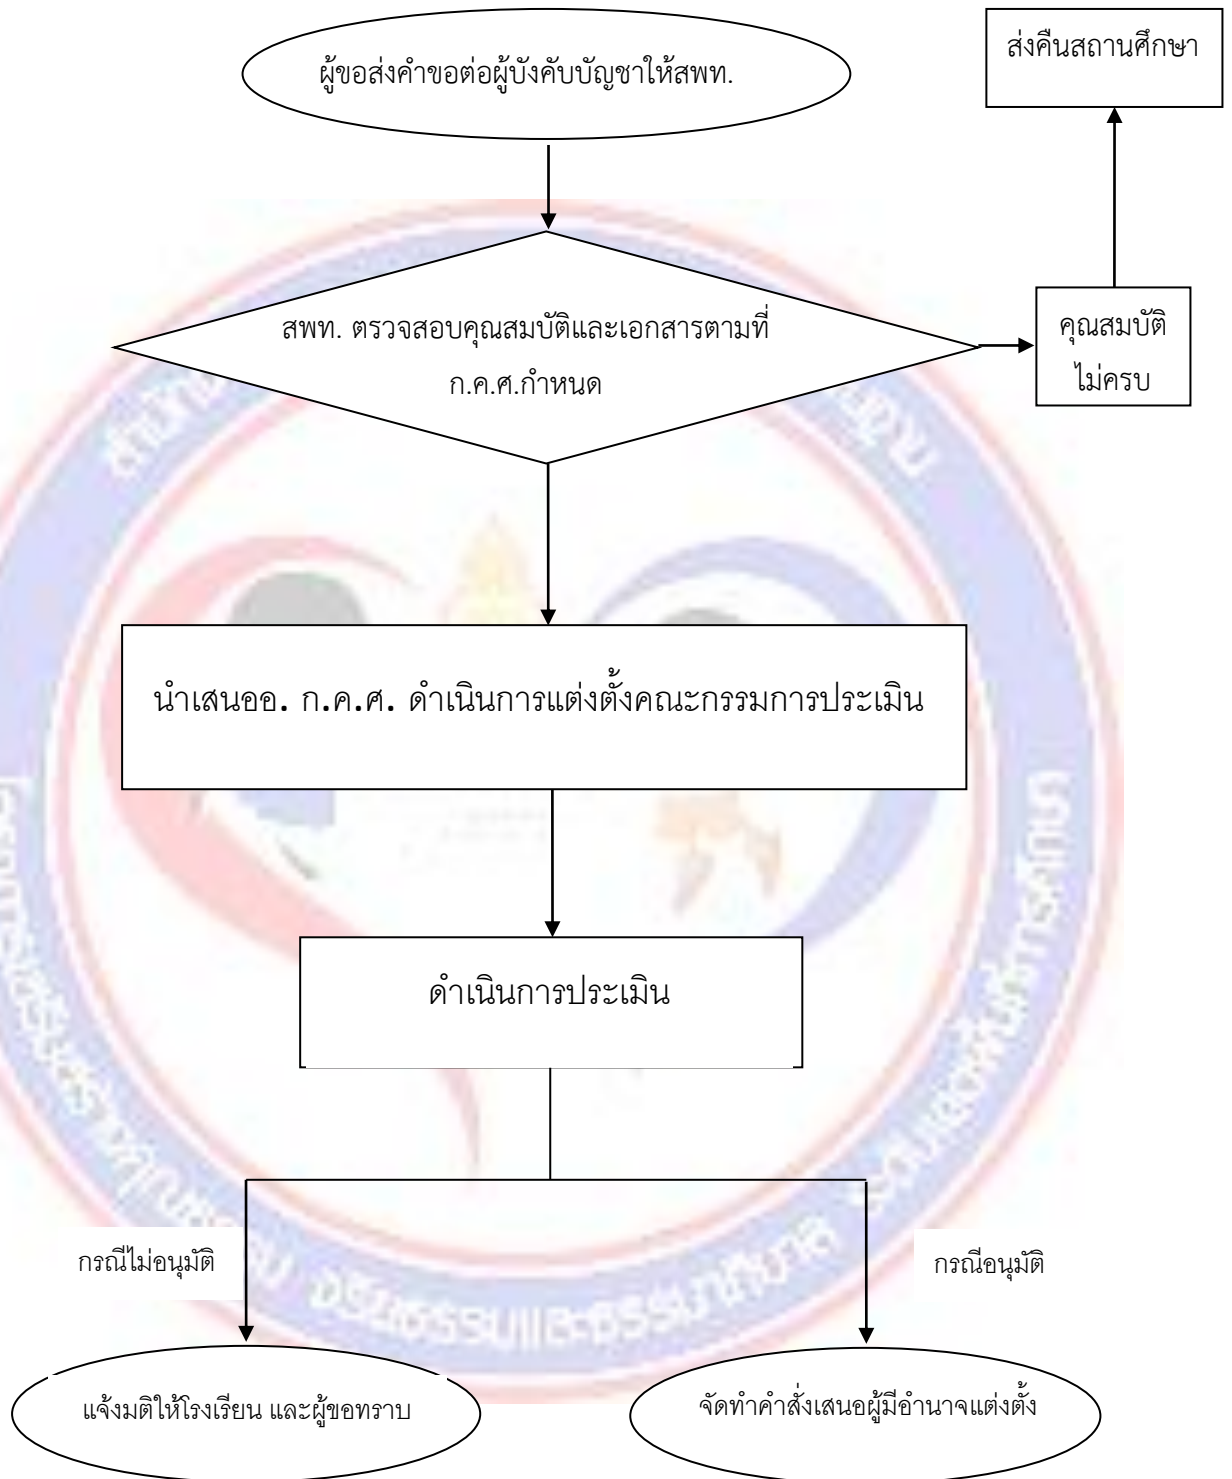 ผู้ขอส่งคำขอต่อผู้บังคับบัญชาให้สพท.
ส่งคืนสถานศึกษา
สพท. ตรวจสอบคุณสมบัติและเอกสารตามที่
ก.ค.ศ.กำหนด
คุณสมบัติ
ไม่ครบ
นำเสนออ. ก.ค.ศ. ดำเนินการแต่งตั้งคณะกรรมการประเมิน
ดำเนินการประเมิน
กรณีไม่อนุมัติ
กรณีอนุมัติ
แจ้งมติให้โรงเรียน และผู้ขอทราบ
จัดทำคำสั่งเสนอผู้มีอำนาจแต่งตั้ง